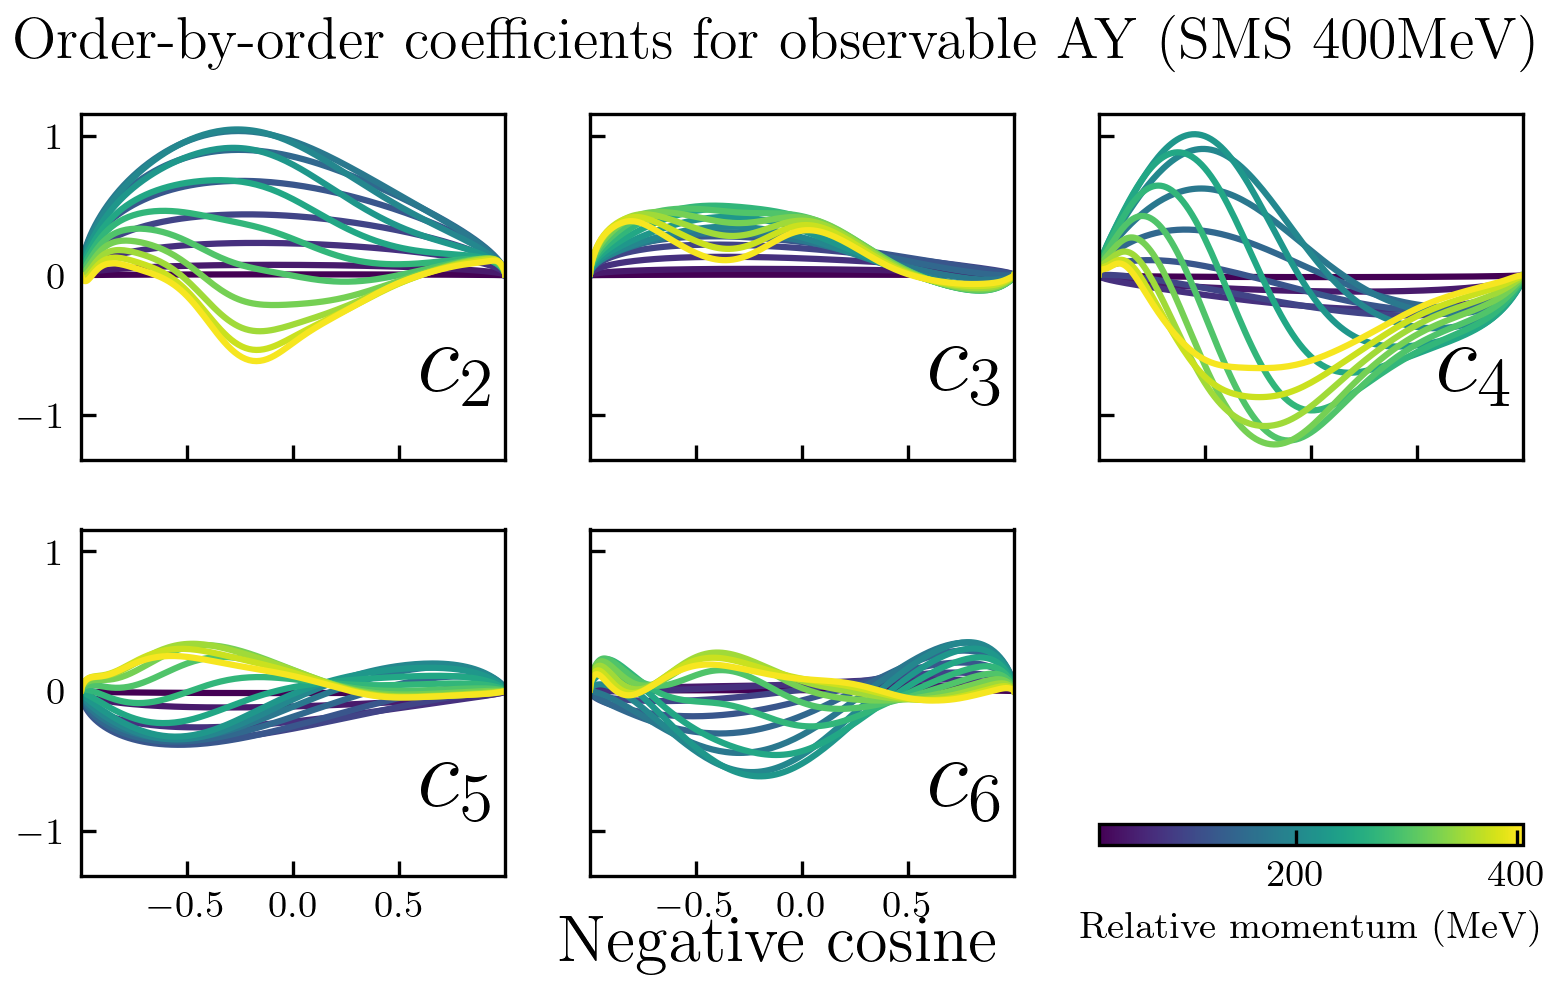 Order-by-order coefficients for observable AY (SMS 400MeV)
1
0
−1
c2
c3
c4
1
0
−1
c5
c6
−0.5 0.0 0.5
−0.5 0.0 0.5
Negative cosine
200 400
Relative momentum (MeV)